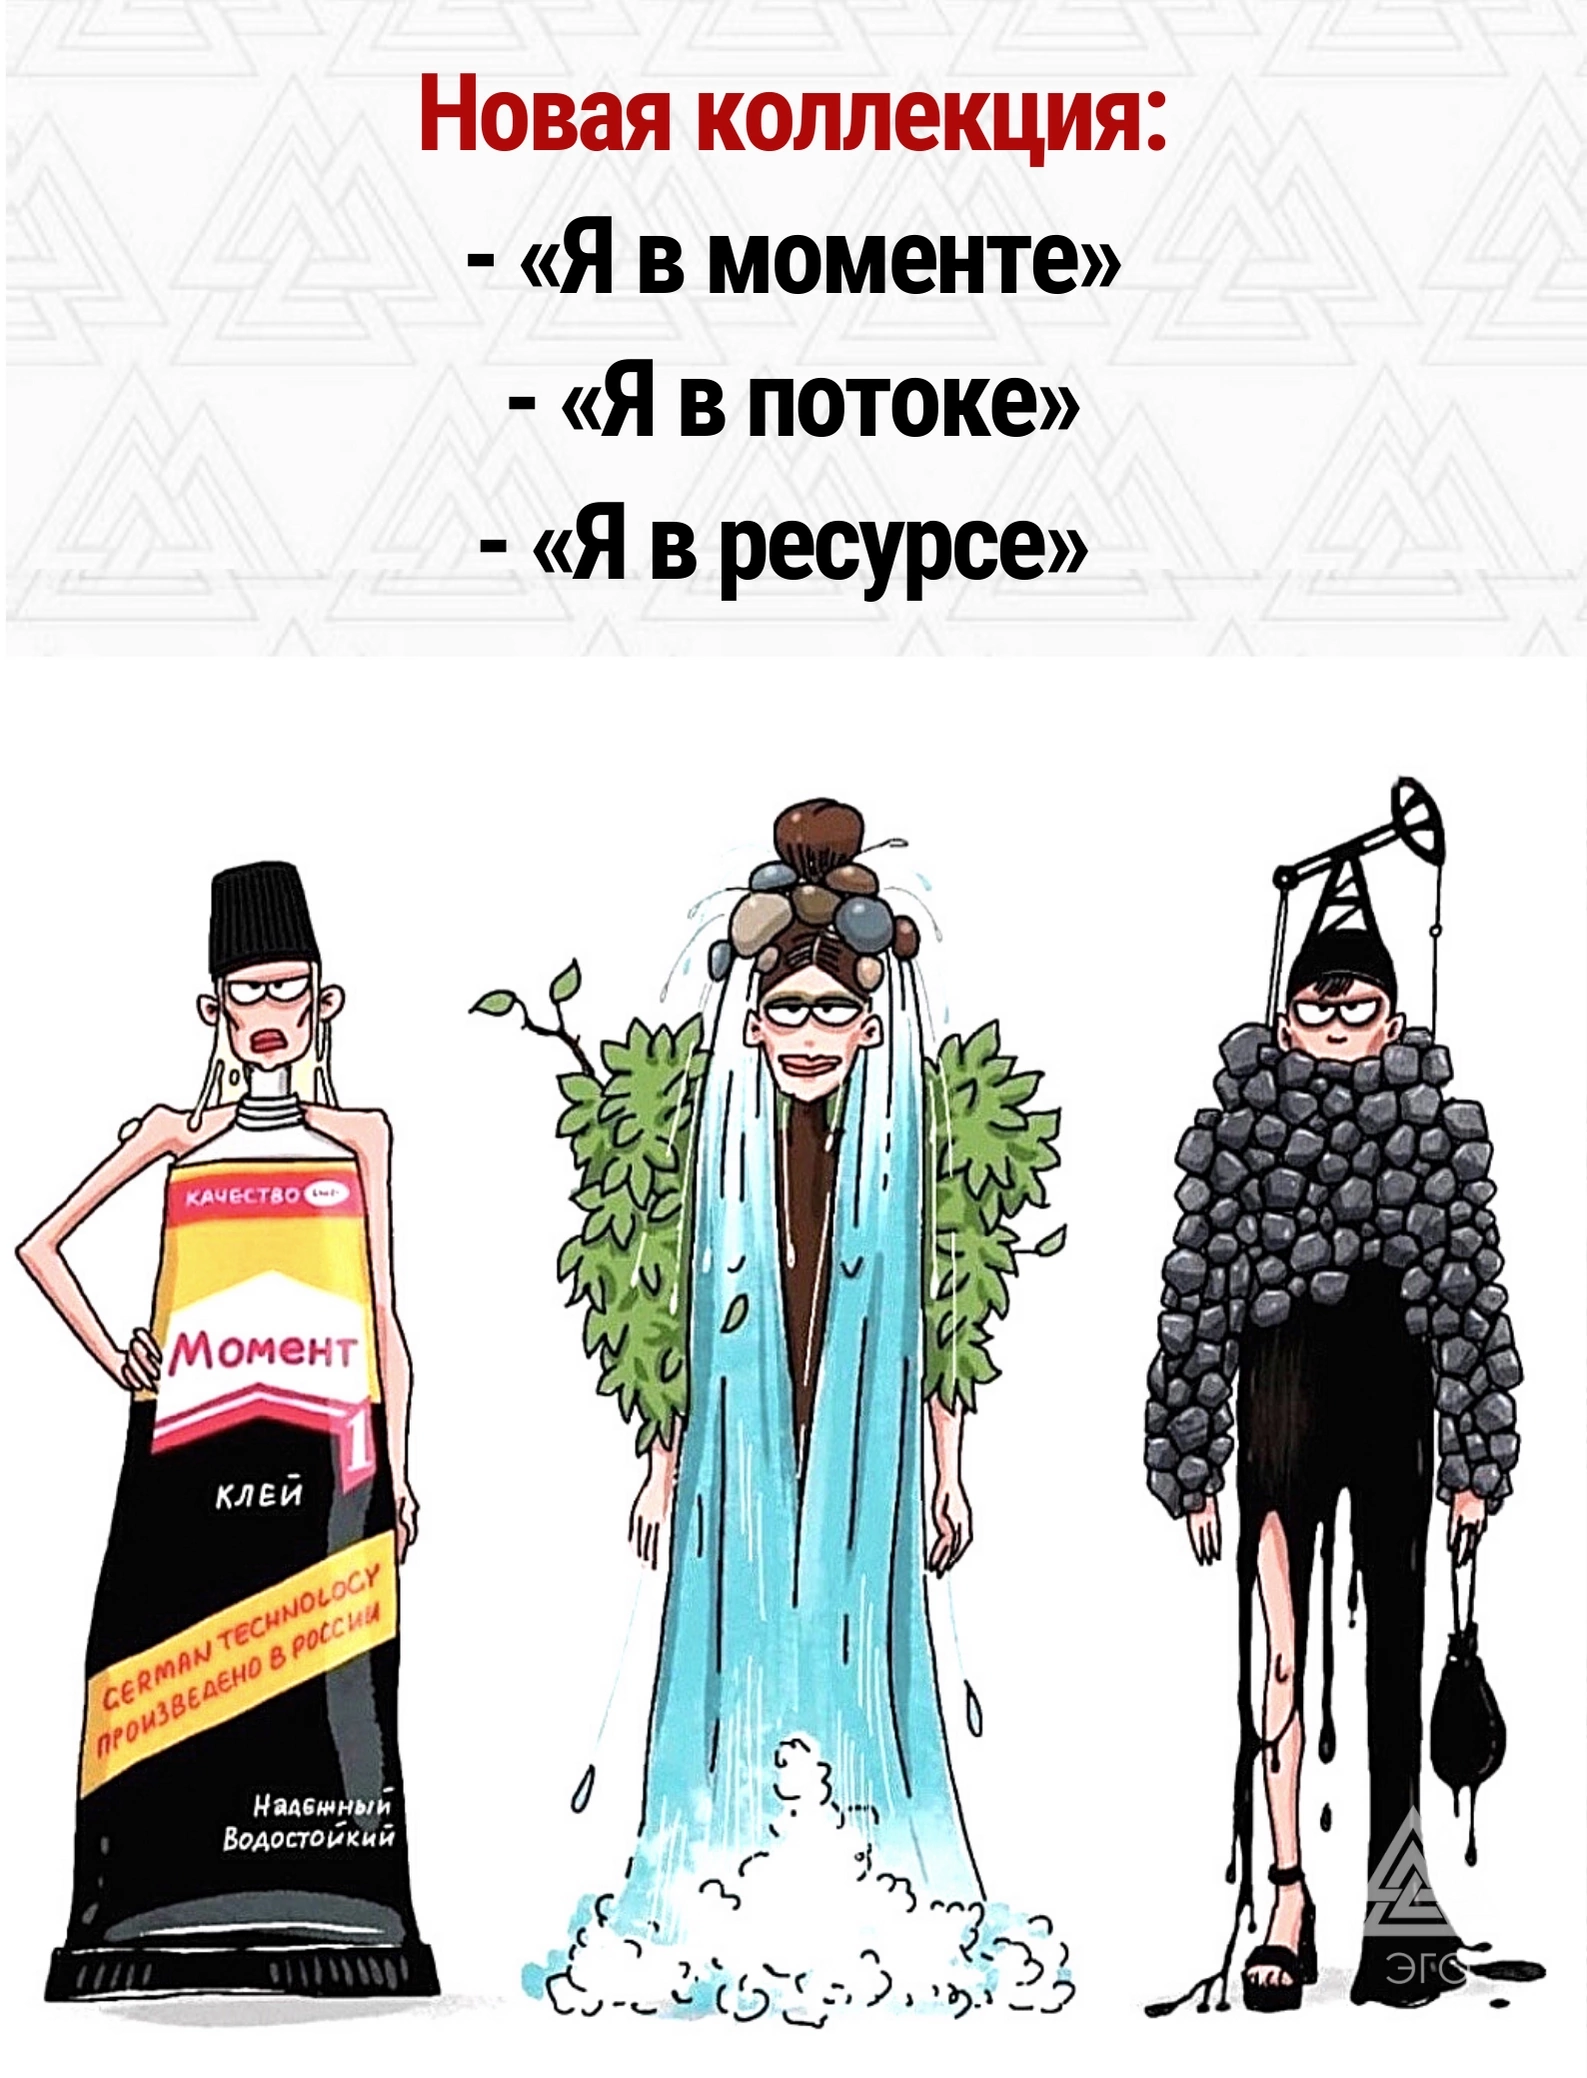 Новая коллекция:
- «Я в моменте»
- «Я в потоке»
- «Я в ресурсе»
КАЧЕСТВО
Момент
1
КЛЕЙ
GERMAN TECHNOLOGY
ПРОИЗВЕДЕНО В РОССИИ
Надежный
Водостойкий
ЭГО